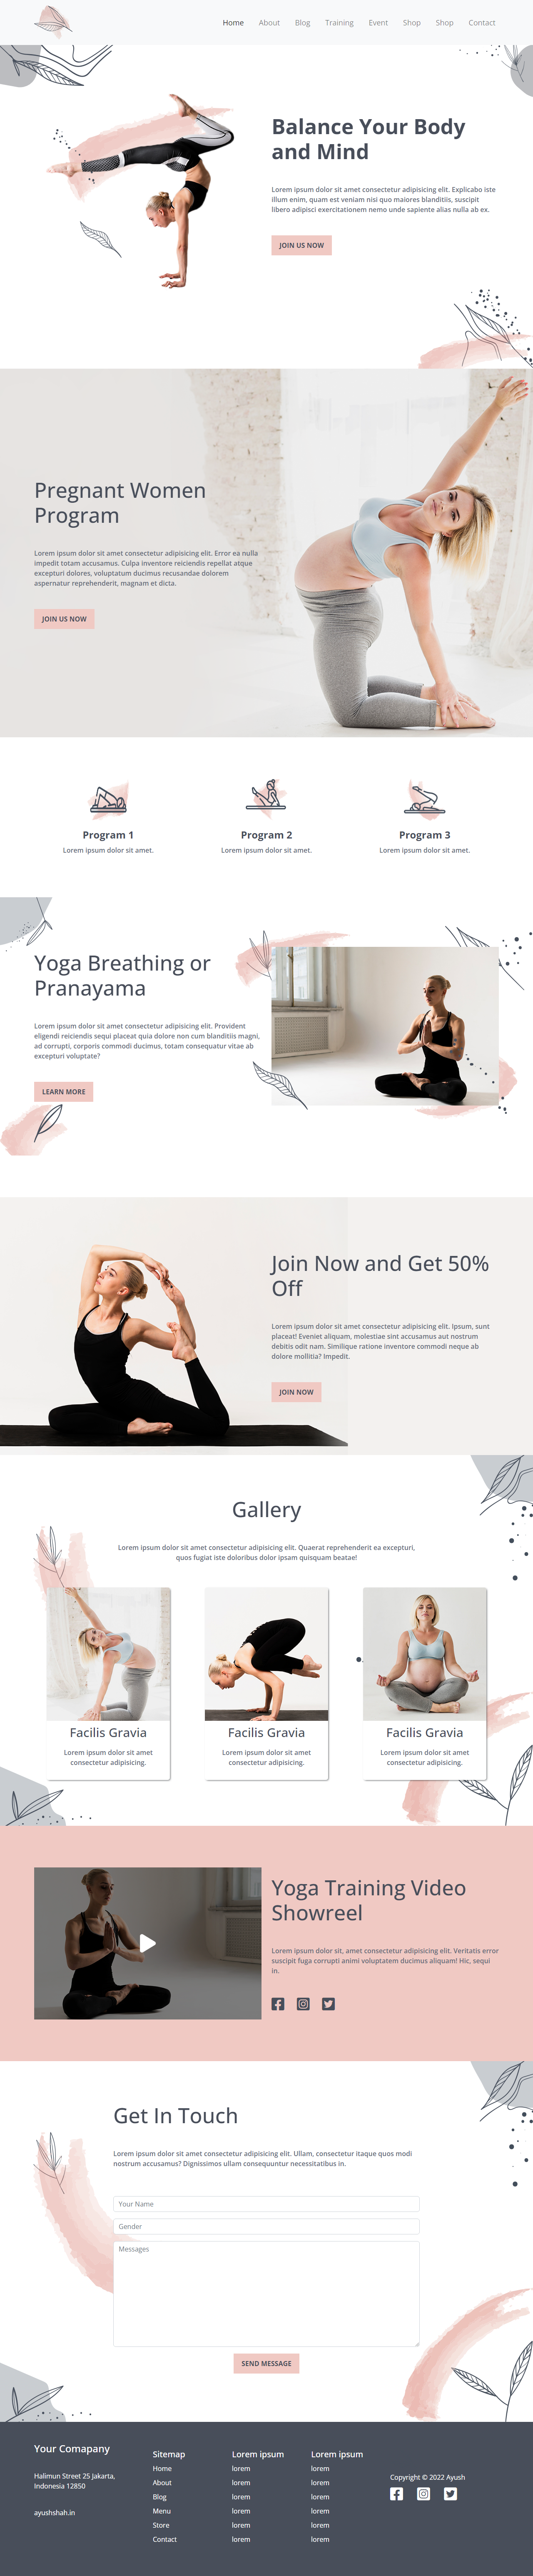 Home About Blog Training Event Shop Shop Contact
Balance Your Body
and Mind
Lorem ipsum dolor sit amet consectetur adipisicing elit. Explicabo iste
illum enim, quam est veniam nisi quo maiores blanditiis, suscipit
libero adipisci exercitationem nemo unde sapiente alias nulla ab ex.
JOIN US NOW
Pregnant Women
Program
Lorem ipsum dolor sit amet consectetur adipisicing elit. Error ea nulla
impedit totam accusamus. Culpa inventore reiciendis repellat atque
excepturi dolores, voluptatum ducimus recusandae dolorem
aspernatur reprehenderit, magnam et dicta.
JOIN US NOW
Program 1
Lorem ipsum dolor sit amet.
Program 2
Lorem ipsum dolor sit amet.
Program 3
Lorem ipsum dolor sit amet.
Yoga Breathing or
Pranayama
Lorem ipsum dolor sit amet consectetur adipisicing elit. Provident
eligendi reiciendis sequi placeat quia dolore non cum blanditiis magni,
ad corrupti, corporis commodi ducimus, totam consequatur vitae ab
excepturi voluptate?
LEARN MORE
Join Now and Get 50%
Off
Lorem ipsum dolor sit amet consectetur adipisicing elit. Ipsum, sunt
placeat! Eveniet aliquam, molestiae sint accusamus aut nostrum
debitis odit nam. Similique ratione inventore commodi neque ab
dolore mollitia? Impedit.
JOIN NOW
Gallery
Lorem ipsum dolor sit amet consectetur adipisicing elit. Quaerat reprehenderit ea excepturi,
quos fugiat iste doloribus dolor ipsam quisquam beatae!
Facilis Gravia
Lorem ipsum dolor sit amet
consectetur adipisicing.
Facilis Gravia
Lorem ipsum dolor sit amet
consectetur adipisicing.
Facilis Gravia
Lorem ipsum dolor sit amet
consectetur adipisicing.
Yoga Training Video
Showreel
Lorem ipsum dolor sit, amet consectetur adipisicing elit. Veritatis error
suscipit fuga corrupti animi voluptatem ducimus aliquam! Hic, sequi
in.
Get In Touch
Lorem ipsum dolor sit amet consectetur adipisicing elit. Ullam, consectetur itaque quos modi
nostrum accusamus? Dignissimos ullam consequuntur necessitatibus in.
Your Name
Gender
Messages
SEND MESSAGE
Your Comapany
Halimun Street 25 Jakarta,
Indonesia 12850
ayushshah.in
Sitemap
Home
About
Blog
Menu
Store
Contact
Lorem ipsum
lorem
lorem
lorem
lorem
lorem
lorem
Lorem ipsum
lorem
lorem
lorem
lorem
lorem
lorem
Copyright © 2022 Ayush